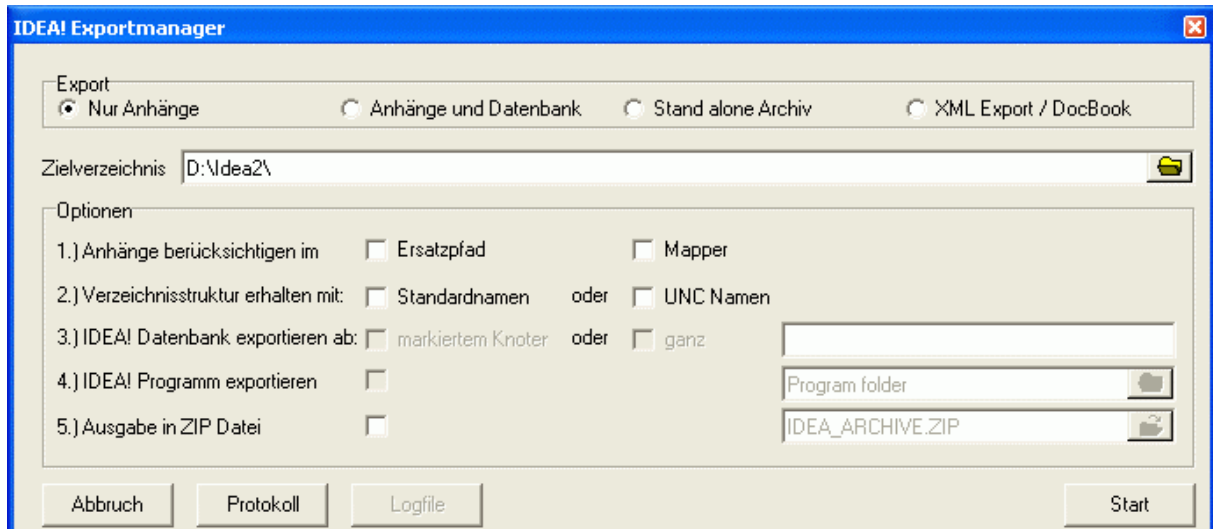 IDEA! Exportmanager
Export
Nur Anhänge Anhänge und Datenbank Stand alone Archiv XML Export / DocBook
Zielverzeichnis D:\Idea2\
Optionen
1.) Anhänge berücksichtigen im Ersatzpfad Mapper
2.) Verzeichnisstruktur erhalten mit: Standardnamen oder UNC Namen
3.) IDEA! Datenbank exportieren ab: markiertem Knoter oder ganz
4.) IDEA! Programm exportieren Program folder
5.) Ausgabe in ZIP Datei IDEA_ARCHIVE.ZIP
Abbruch Protokoll Logfile Start